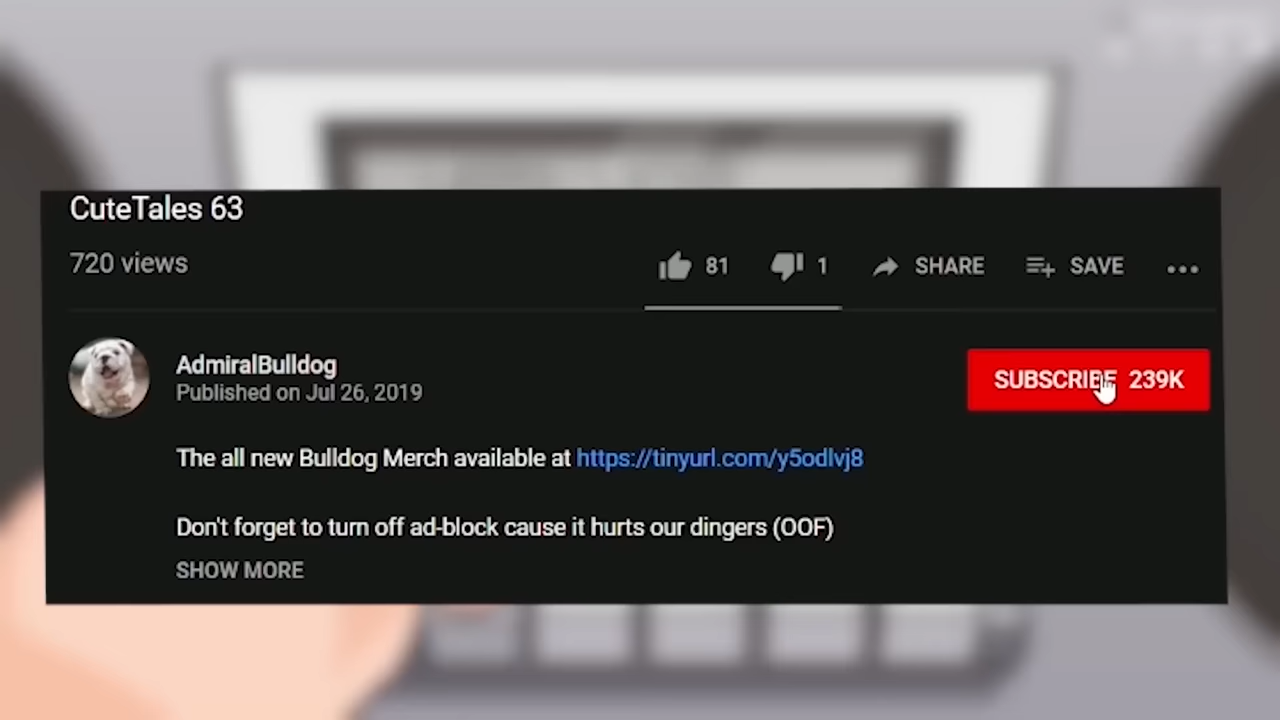 CuteTales 63
720 views
81 1 SHARE SAVE
AdmiralBulldog
Published on Jul 26, 2019
SUBSCRIBE 239K
The all new Bulldog Merch available at https://tinyurl.com/y5odlvj8
Don't forget to turn off ad-block cause it hurts our dingers (OOF)
SHOW MORE